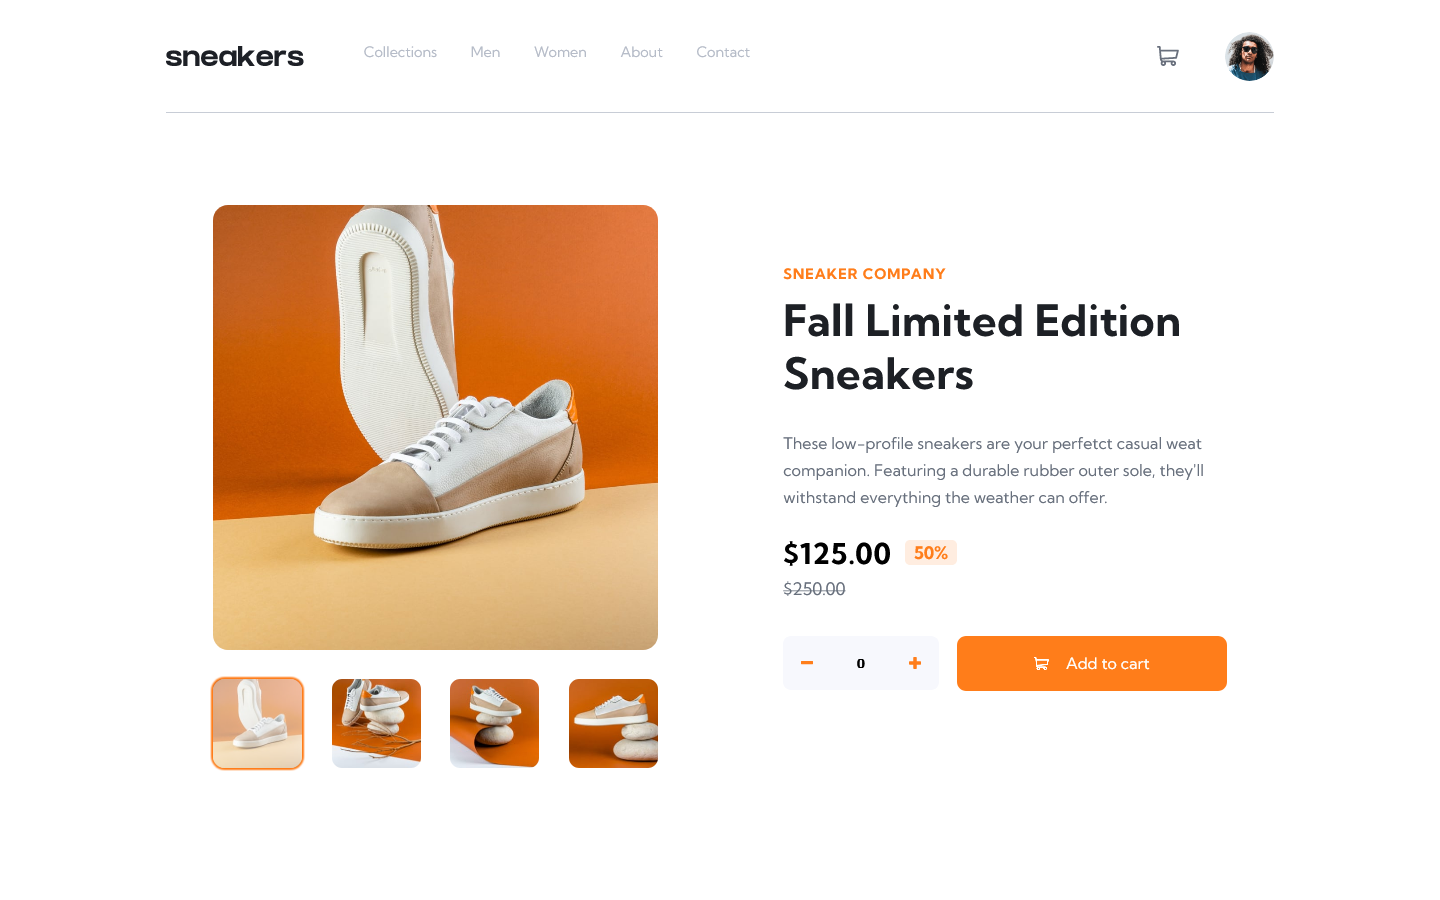 sneakers
Collections Men Women About Contact
SNEAKER COMPANY
Fall Limited Edition
Sneakers
These low-profile sneakers are your perfetct casual weat
companion. Featuring a durable rubber outer sole, they'll
withstand everything the weather can offer.
$125.00 50%
$250.00
0 Add to cart